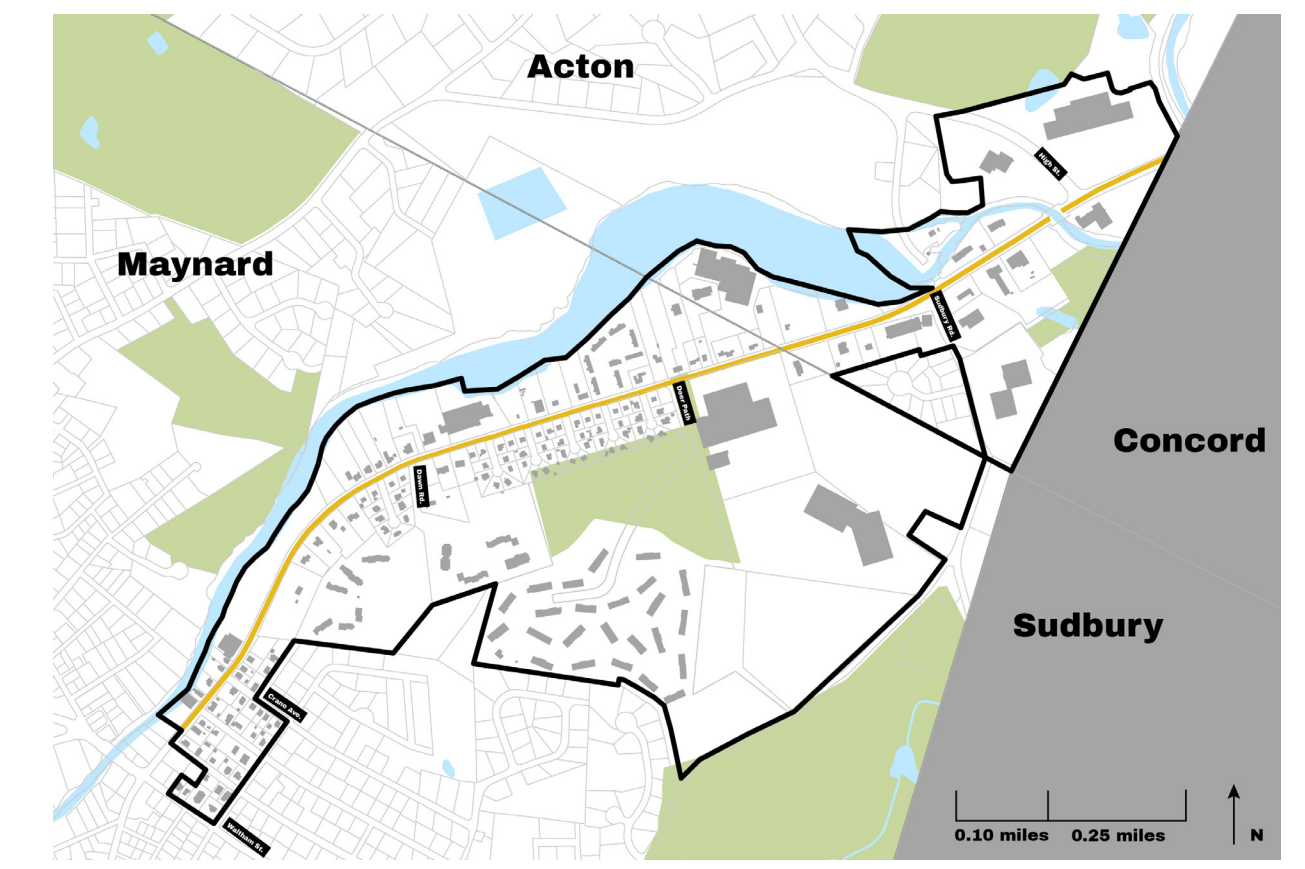 Acton
High St.
Maynard
Sudbury Rd.
Deer Path
Concord
Dawn Rd.
Sudbury
Crane Ave.
Waltham St.
0.10 miles 0.25 miles N